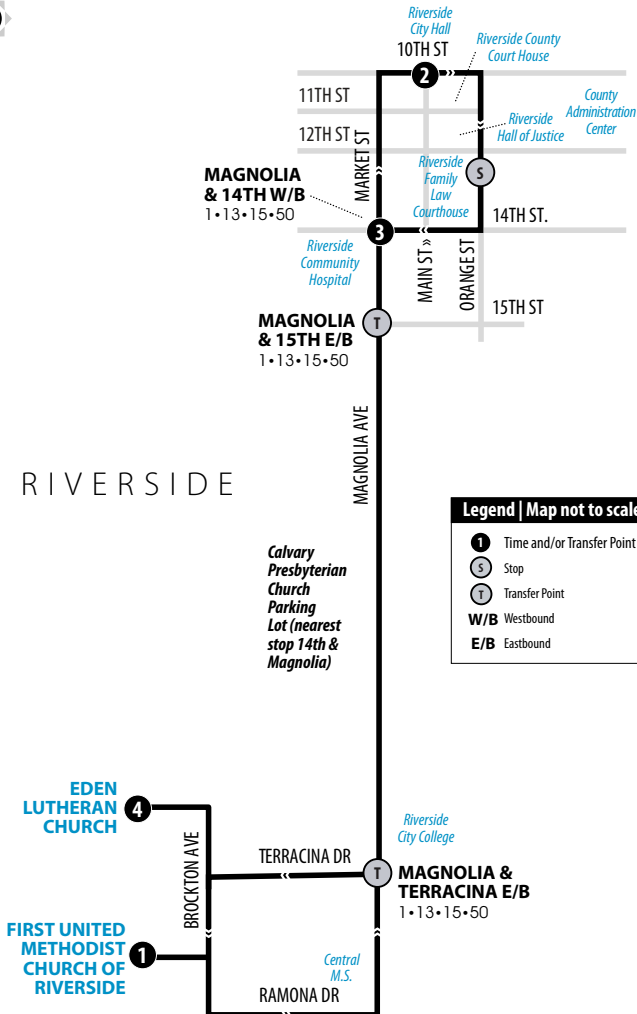 Riverside
City Hall
10TH ST
Riverside County
Court House
2
11TH ST
County
Administration
Center
12TH ST
Riverside
Hall of Justice
MARKET ST
Riverside
Family
Law
Courthouse
S
MAGNOLIA
& 14TH W/B
1•13•15•50
14TH ST.
3
Riverside
Community
Hospital
MAIN ST »
ORANGE ST
15TH ST
MAGNOLIA
& 15TH E/B
1•13•15•50
T
MAGNOLIA AVE
RIVERSIDE
Legend | Map not to scale
1 Time and/or Transfer Point
S Stop
T Transfer Point
W/B Westbound
E/B Eastbound
Calvary
Presbyterian
Church
Parking
Lot (nearest
stop 14th &
Magnolia)
EDEN
LUTHERAN
CHURCH
4
Riverside
City College
BROCKTON AVE
TERRACINA DR
T
MAGNOLIA &
TERRACINA E/B
1•13•15•50
FIRST UNITED
METHODIST
CHURCH OF
RIVERSIDE
1
Central
M.S.
RAMONA DR